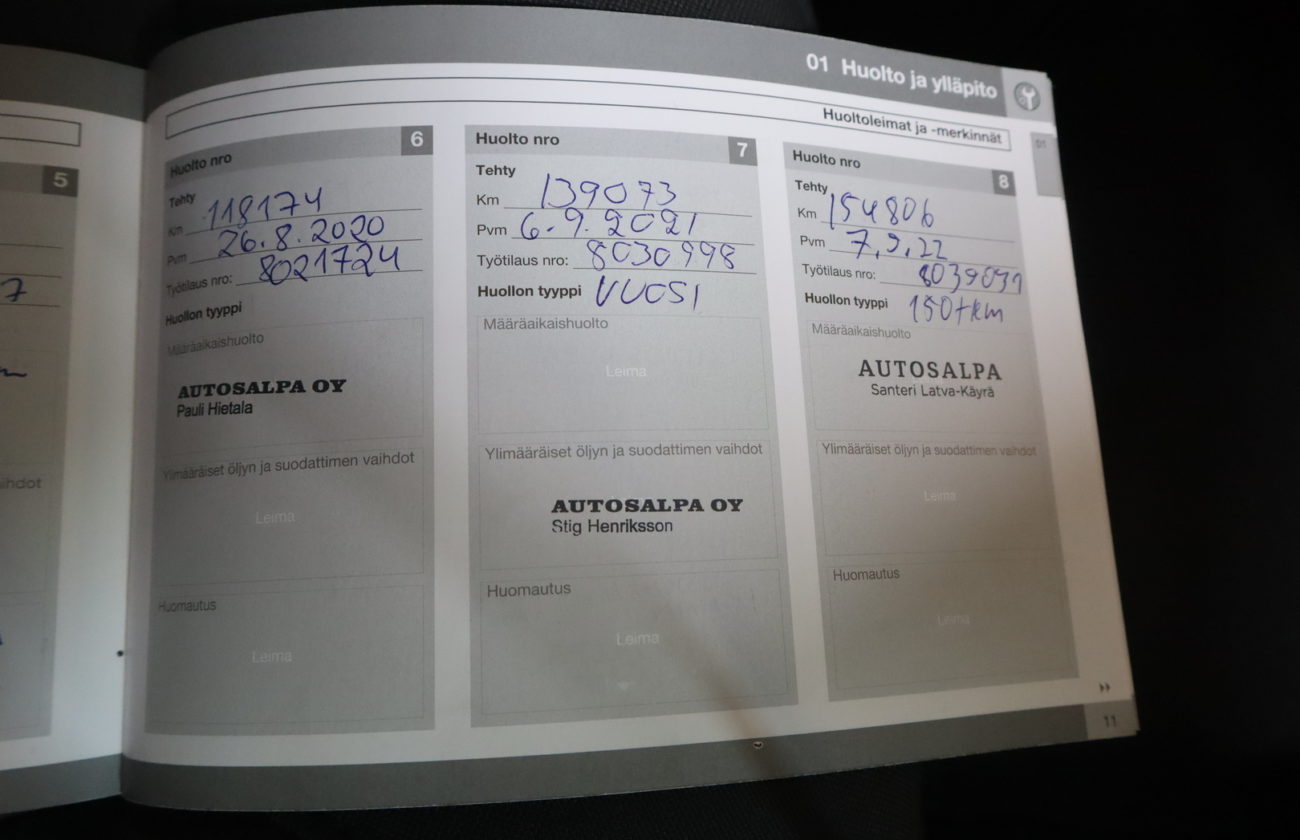 01 Huolto ja ylläpito
Huoltoleimat ja -merkinnät
01
5
7
Huolto nro 6
Tehty
Km 118174
Pvm 26.8.2020
Työtilaus nro: 8021724
Huollon tyyppi
Määräaikaishuolto
AUTOSALPA OY
Pauli Hietala
Ylimääräiset öljyn ja suodattimen vaihdot
Leima
Huomautus
Leima
Huolto nro 7
Tehty
Km 139073
Pvm 6.9.2021
Työtilaus nro: 8030998
Huollon tyyppi VUOSI
Määräaikaishuolto
Leima
Ylimääräiset öljyn ja suodattimen vaihdot
AUTOSALPA OY
Stig Henriksson
Huomautus
Leima
Huolto nro 8
Tehty
Km 154806
Pvm 7.9.22
Työtilaus nro:
Huollon tyyppi 150tkm
Määräaikaishuolto
AUTOSALPA
Santeri Latva-Käyrä
Ylimääräiset öljyn ja suodattimen vaihdot
Leima
Huomautus
Leima
11